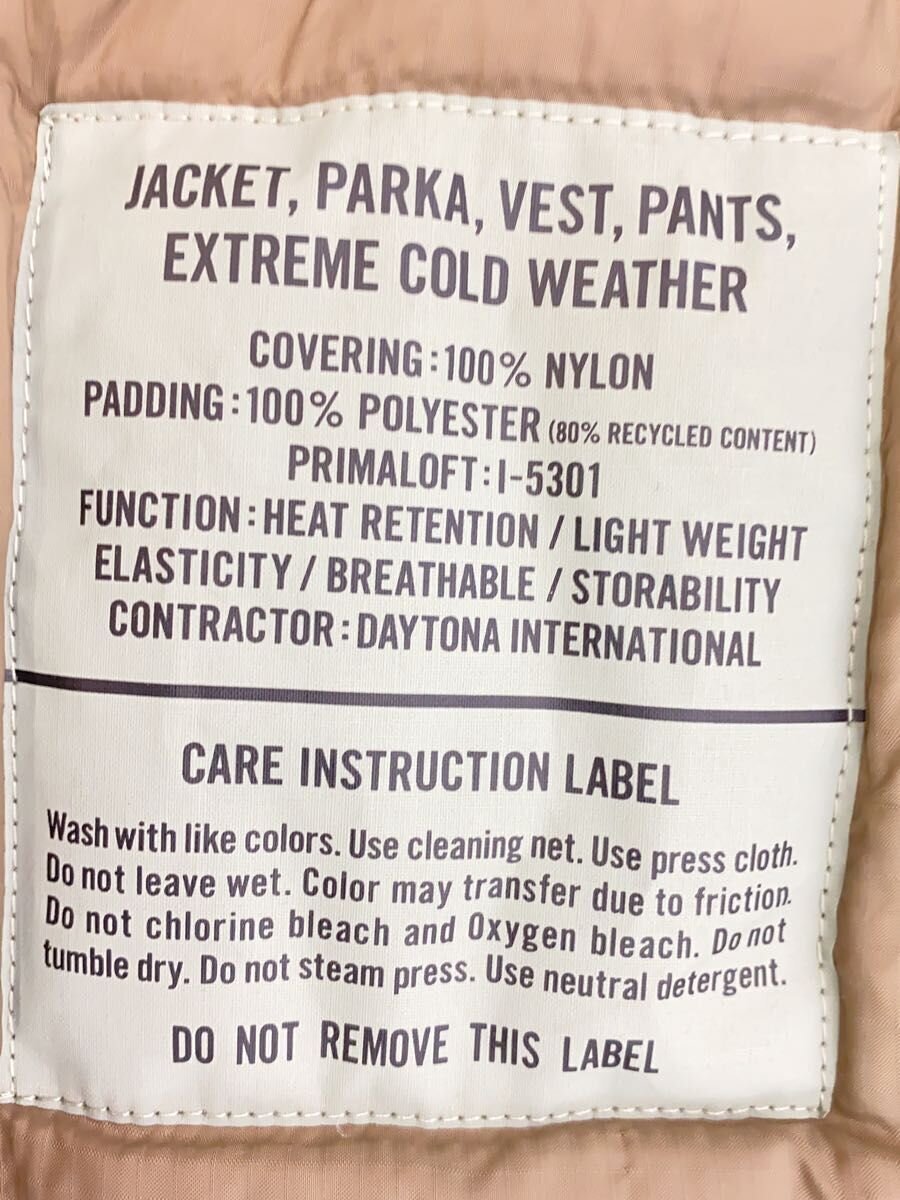 JACKET, PARKA, VEST, PANTS,
EXTREME COLD WEATHER
COVERING:100% NYLON
PADDING:100% POLYESTER (80% RECYCLED CONTENT)
PRIMALOFT:I-5301
FUNCTION:HEAT RETENTION / LIGHT WEIGHT
ELASTICITY / BREATHABLE / STORABILITY
CONTRACTOR:DAYTONA INTERNATIONAL
CARE INSTRUCTION LABEL
Wash with like colors. Use cleaning net. Use press cloth.
Do not leave wet. Color may transfer due to friction.
Do not chlorine bleach and Oxygen bleach. Do not
tumble dry. Do not steam press. Use neutral detergent.
DO NOT REMOVE THIS LABEL